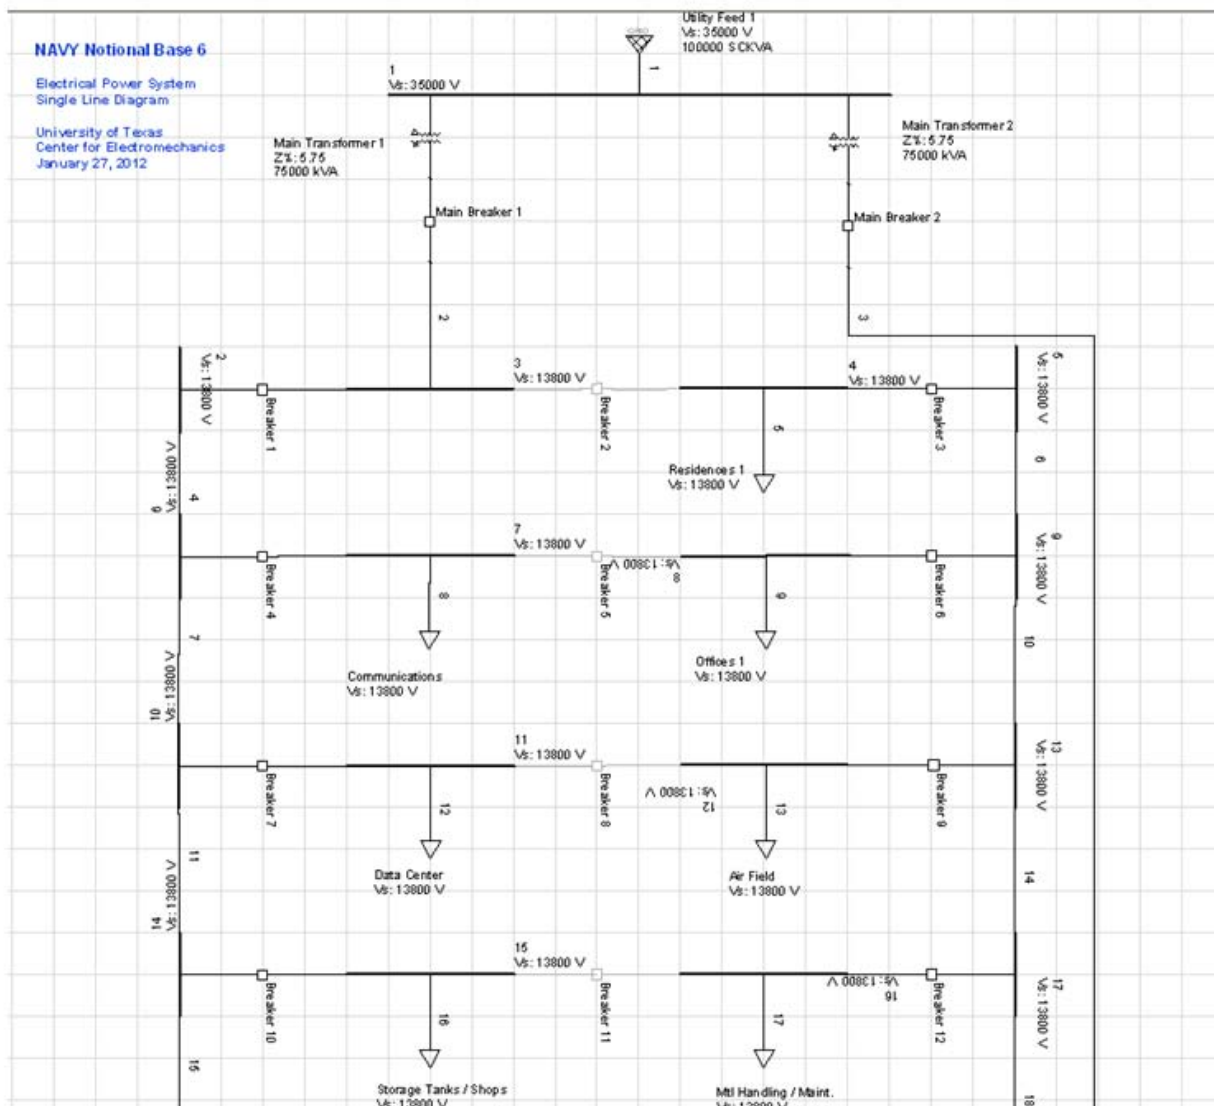 NAVY Notional Base 6
Electrical Power System
Single Line Diagram
University of Texas
Center for Electromechanics
January 27, 2012
Utility Feed 1
Vs: 35000 V
100000 SCKVA
1
1
Vs: 35000 V
Main Transformer 1
Z%: 5.75
75000 kVA
Main Transformer 2
Z%: 5.75
75000 kVA
Main Breaker 1
Main Breaker 2
2
3
2
Vs: 13800 V
3
Vs: 13800 V
4
Vs: 13800 V
5
Vs: 13800 V
Breaker 1
Breaker 2
Breaker 3
5
6
Residences 1
Vs: 13800 V
4
6
Vs: 13800 V
7
Vs: 13800 V
8
Vs: 13800 V
9
Vs: 13800 V
Breaker 4
Breaker 5
Breaker 6
8
9
7
10
Communications
Vs: 13800 V
Offices 1
Vs: 13800 V
10
Vs: 13800 V
11
Vs: 13800 V
12
Vs: 13800 V
13
Vs: 13800 V
Breaker 7
Breaker 8
Breaker 9
12
13
11
14
Data Center
Vs: 13800 V
Air Field
Vs: 13800 V
14
Vs: 13800 V
15
Vs: 13800 V
16
Vs: 13800 V
17
Vs: 13800 V
Breaker 10
Breaker 11
Breaker 12
16
17
15
18
Storage Tanks / Shops
Vs: 13800 V
Mtl Handling / Maint.
Vs: 13800 V